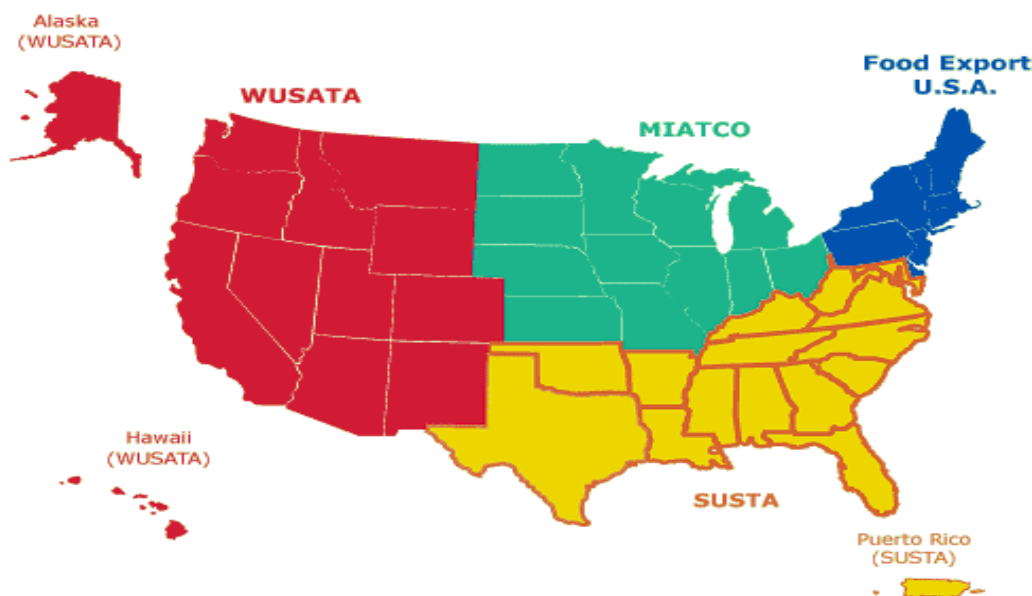 Alaska
(WUSATA)
WUSATA
Food Export
U.S.A.
MIATCO
Hawaii
(WUSATA)
SUSTA
Puerto Rico
(SUSTA)